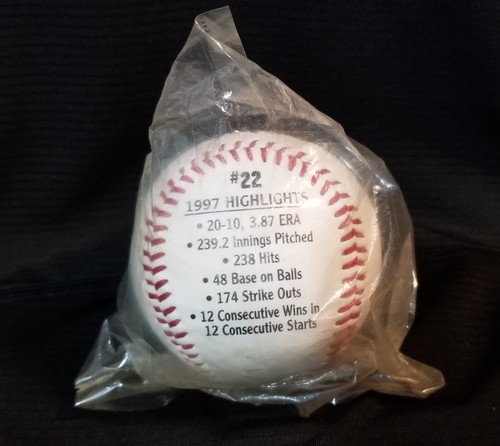 #22
1997 HIGHLIGHTS
• 20-10, 3.87 ERA
• 239.2 Innings Pitched
• 238 Hits
• 48 Base on Balls
• 174 Strike Outs
• 12 Consecutive Wins in
12 Consecutive Starts